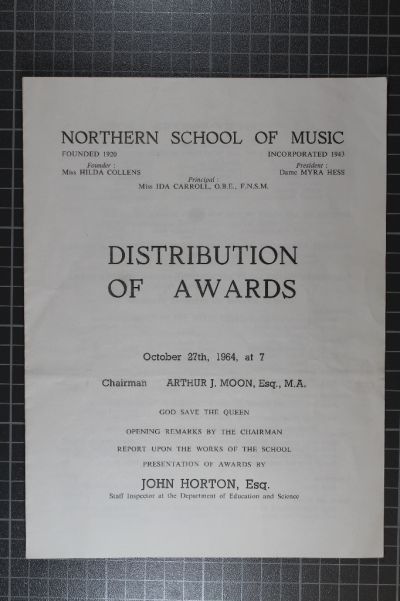 NORTHERN SCHOOL OF MUSIC
FOUNDED 1920 INCORPORATED 1943
Founder : President :
Miss HILDA COLLENS Dame MYRA HESS
Principal :
Miss IDA CARROLL, O.B.E., F.N.S.M.
DISTRIBUTION
OF AWARDS
October 27th, 1964, at 7
Chairman ARTHUR J. MOON, Esq., M.A.
GOD SAVE THE QUEEN
OPENING REMARKS BY THE CHAIRMAN
REPORT UPON THE WORKS OF THE SCHOOL
PRESENTATION OF AWARDS BY
JOHN HORTON, Esq.
Staff Inspector at the Department of Education and Science